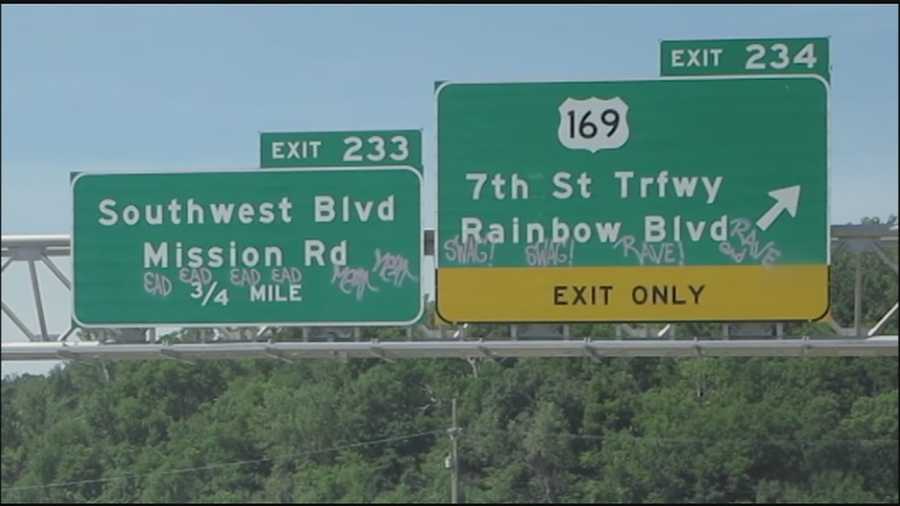 EXIT 233
Southwest Blvd
Mission Rd
EAD EAD EAD EAD
3/4 MILE
EXIT 234
169
7th St Trfwy
Rainbow Blvd
SWAG! SWAG! RAVE! RAVE
EXIT ONLY